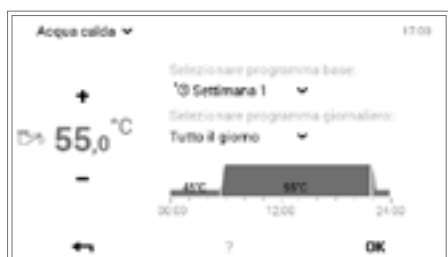 Acqua calda
17:00
Selezionare programma base:
Settimana 1
Selezionare programma giornaliero:
Tutto il giorno
+
55,0 °C
−
45°C 55°C
00:00 12:00 24:00
? OK